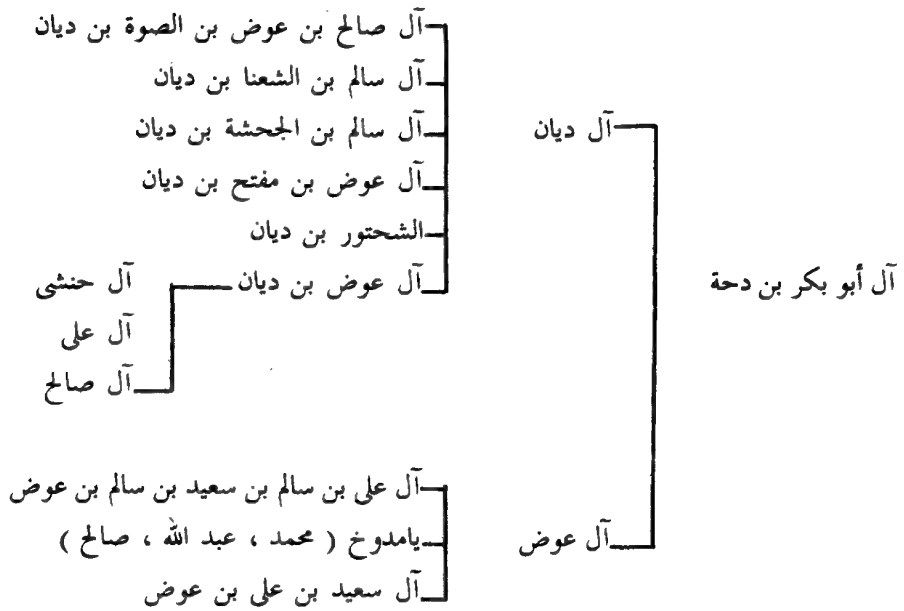 آل أبو بكر بن دحة
آل ديان
آل صالح بن عوض بن الصوة بن ديان
آل سالم بن الشعنا بن ديان
آل سالم بن الجحشة بن ديان
آل عوض بن مفتح بن ديان
الشحتور بن ديان
آل عوض بن ديان
آل حنشى
آل على
آل صالح
آل عوض
آل على بن سالم بن سعيد بن سالم بن عوض
يامدوخ ( محمد ، عبد الله ، صالح )
آل سعيد بن على بن عوض